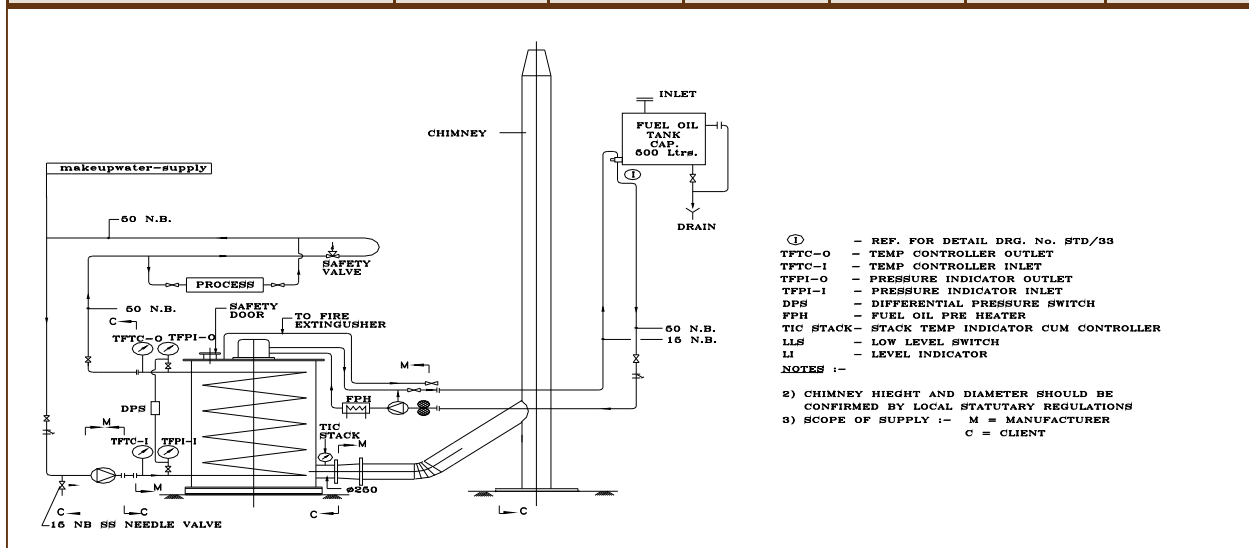 INLET
FUEL OIL
TANK
CAP.
500 Ltrs.
CHIMNEY
makeupwater-supply
I
50 N.B.
DRAIN
SAFETY
VALVE
PROCESS
50 N.B.
SAFETY
DOOR
TO FIRE
EXTINGUSHER
C
TFTC-O TFPI-O
50 N.B.
15 N.B.
M
DPS
FPH
TIC
STACK
M
M
TFTC-I TFPI-I
M
ø250
C
C
C
C
15 NB SS NEEDLE VALVE
I - REF. FOR DETAIL DRG. No. STD/33
TFTC-O - TEMP CONTROLLER OUTLET
TFTC-I - TEMP CONTROLLER INLET
TFPI-O - PRESSURE INDICATOR OUTLET
TFPI-I - PRESSURE INDICATOR INLET
DPS - DIFFERENTIAL PRESSURE SWITCH
FPH - FUEL OIL PRE HEATER
TIC STACK- STACK TEMP INDICATOR CUM CONTROLLER
LLS - LOW LEVEL SWITCH
LI - LEVEL INDICATOR
NOTES :-
2) CHIMNEY HIEGHT AND DIAMETER SHOULD BE
CONFIRMED BY LOCAL STATUTARY REGULATIONS
3) SCOPE OF SUPPLY :- M = MANUFACTURER
C = CLIENT